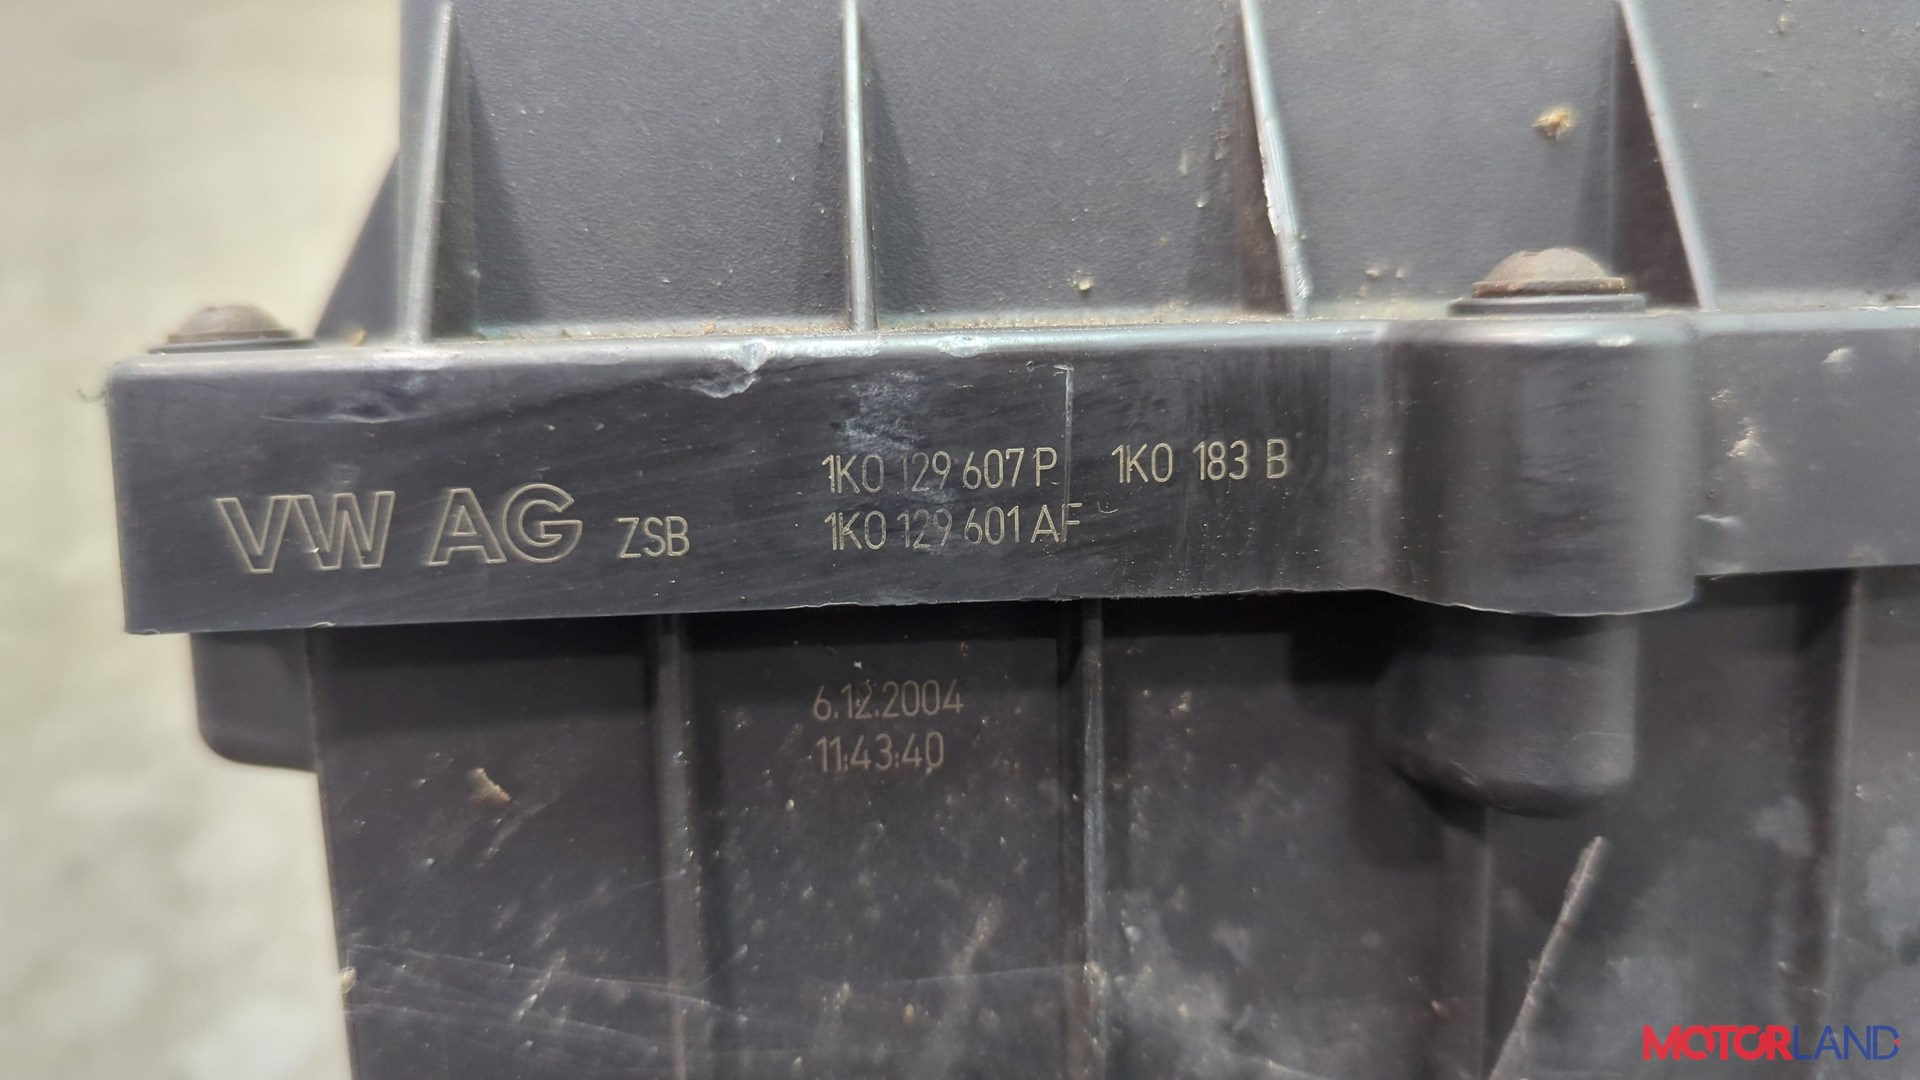 VW AG ZSB
1K0 129 607 P 1K0 183 B
1K0 129 601 AF
6.12.2004
11:43:40
MOTORLAND